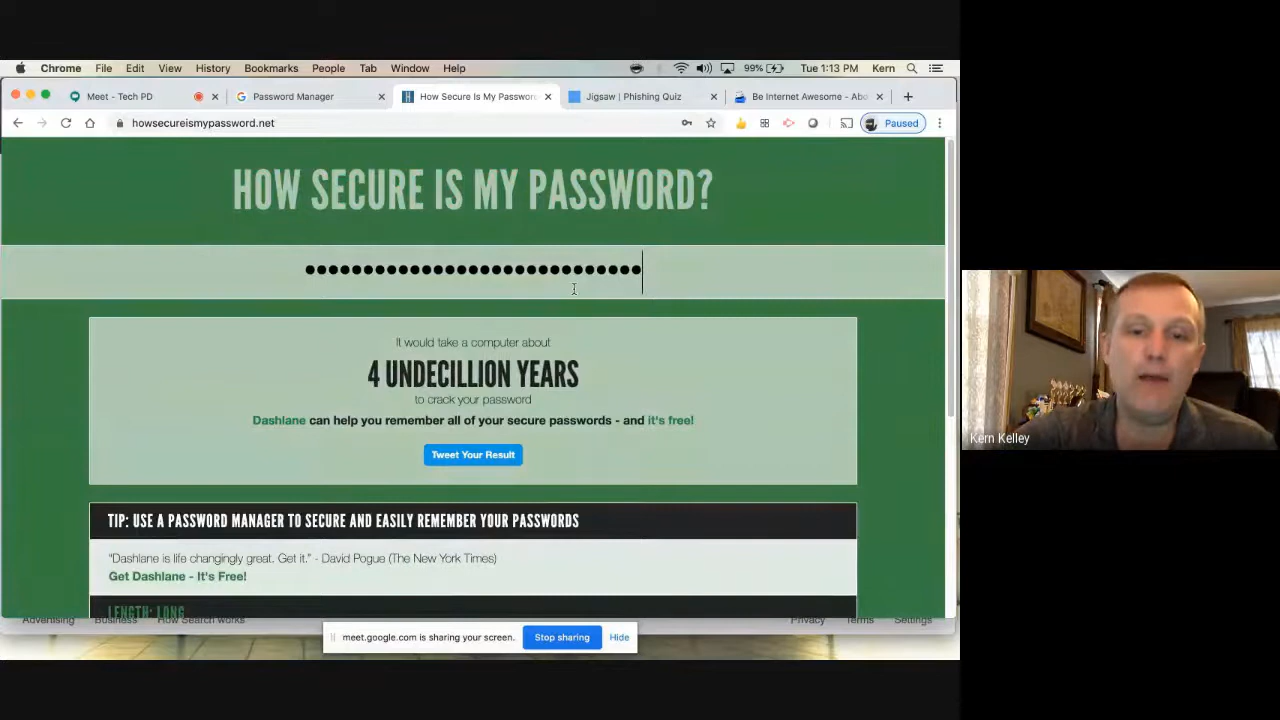 Chrome File Edit View History Bookmarks People Tab Window Help 99% Tue 1:13 PM Kern
Meet - Tech PD
Password Manager
How Secure Is My Passwor
Jigsaw | Phishing Quiz
Be Internet Awesome - Abo
howsecureismypassword.net
Paused
HOW SECURE IS MY PASSWORD?
It would take a computer about
4 UNDECILLION YEARS
to crack your password
Dashlane can help you remember all of your secure passwords - and it's free!
Tweet Your Result
TIP: USE A PASSWORD MANAGER TO SECURE AND EASILY REMEMBER YOUR PASSWORDS
"Dashlane is life changingly great. Get it." - David Pogue (The New York Times)
Get Dashlane - It's Free!
LENGTH: LONG
Advertising Business How Search works Privacy Terms Settings
meet.google.com is sharing your screen. Stop sharing Hide
Kern Kelley